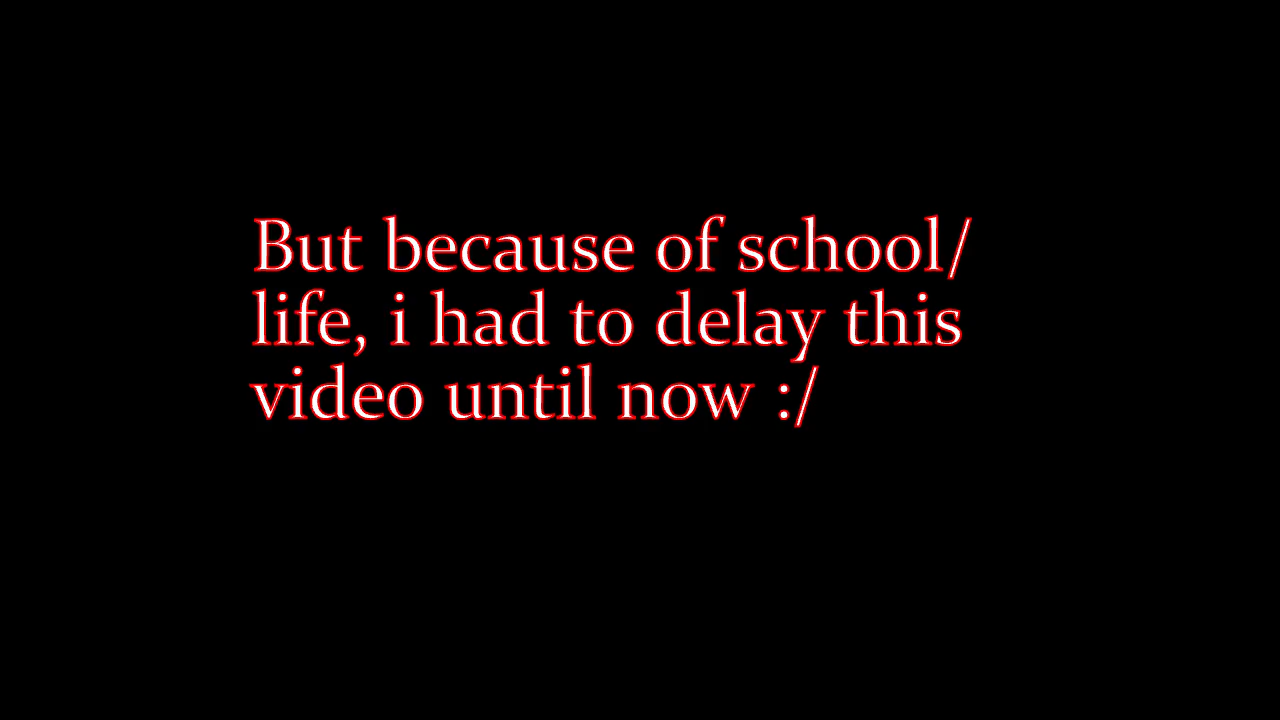 But because of school/
life, i had to delay this
video until now :/